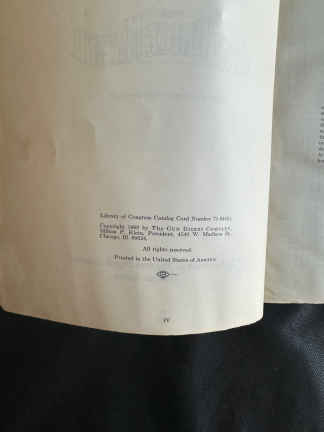 Library of Congress Catalog Card Number
Copyright 1969 by THE GUN DIGEST COMPANY,
Milton P. Klein, President, 4540 W. Madison St.
Chicago, Ill. 60624.
All rights reserved.
Printed in the United States of America
IV